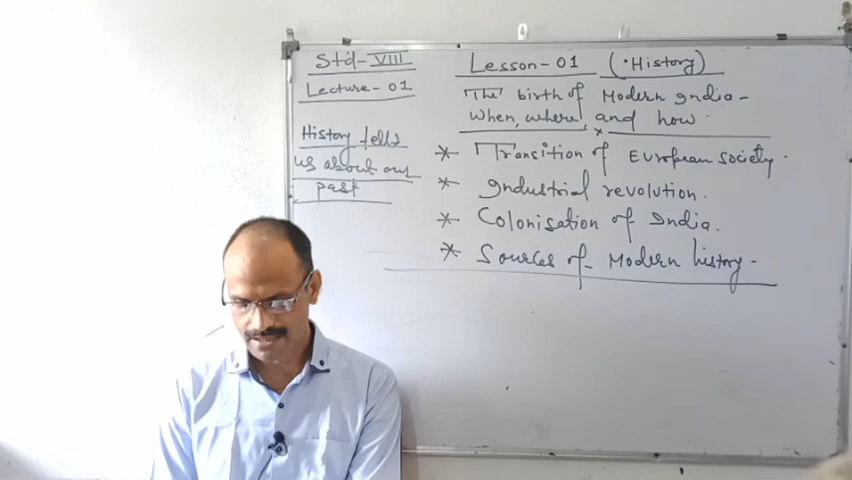 Std-VIII
Lecture-01
History tells
us about our
past
Lesson-01 (History)
The birth of Modern India-
When, where, and how.
* Transition of European society.
* Industrial revolution.
* Colonisation of India.
* Sources of Modern history.